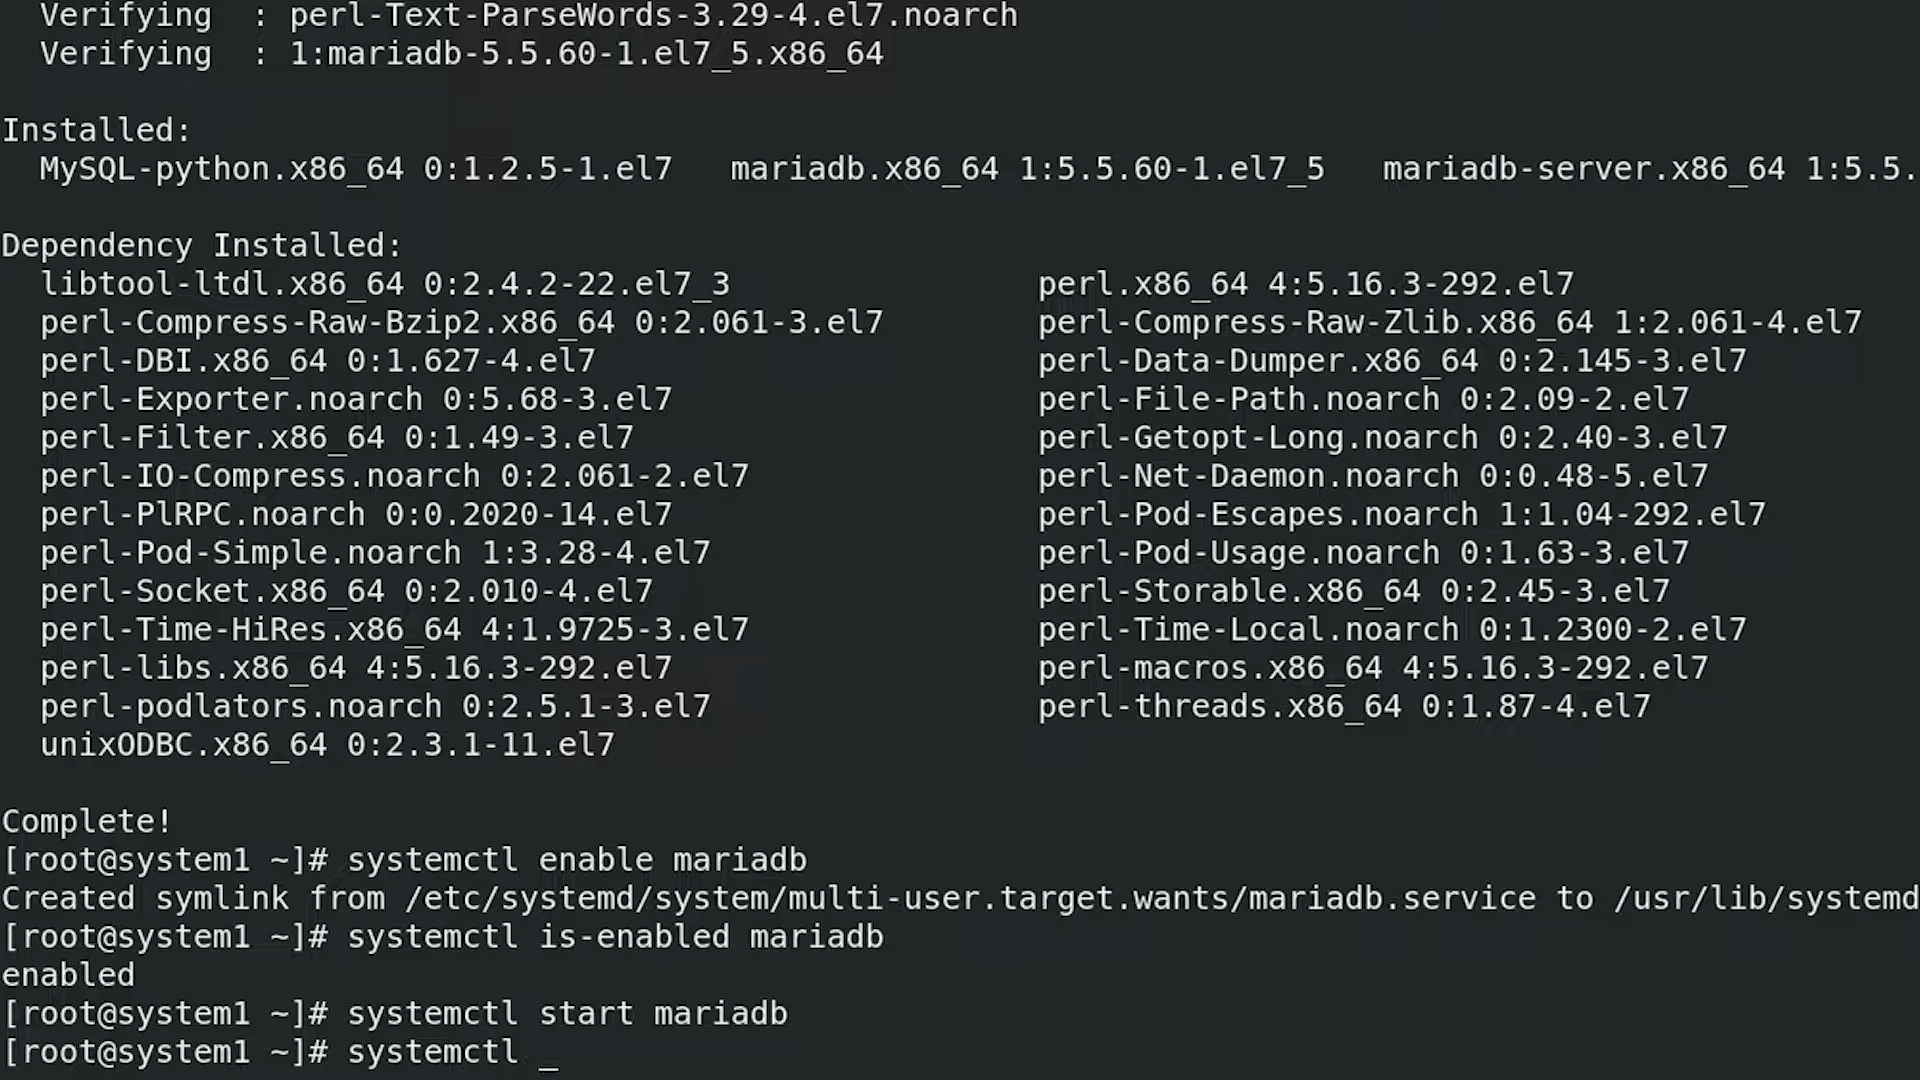 Verifying  : perl-Text-ParseWords-3.29-4.el7.noarch
Verifying  : 1:mariadb-5.5.60-1.el7_5.x86_64
Installed:
MySQL-python.x86_64 0:1.2.5-1.el7   mariadb.x86_64 1:5.5.60-1.el7_5   mariadb-server.x86_64 1:5.5.
Dependency Installed:
libtool-ltdl.x86_64 0:2.4.2-22.el7_3   perl.x86_64 4:5.16.3-292.el7
perl-Compress-Raw-Bzip2.x86_64 0:2.061-3.el7   perl-Compress-Raw-Zlib.x86_64 1:2.061-4.el7
perl-DBI.x86_64 0:1.627-4.el7   perl-Data-Dumper.x86_64 0:2.145-3.el7
perl-Exporter.noarch 0:5.68-3.el7   perl-File-Path.noarch 0:2.09-2.el7
perl-Filter.x86_64 0:1.49-3.el7   perl-Getopt-Long.noarch 0:2.40-3.el7
perl-IO-Compress.noarch 0:2.061-2.el7   perl-Net-Daemon.noarch 0:0.48-5.el7
perl-PlRPC.noarch 0:0.2020-14.el7   perl-Pod-Escapes.noarch 1:1.04-292.el7
perl-Pod-Simple.noarch 1:3.28-4.el7   perl-Pod-Usage.noarch 0:1.63-3.el7
perl-Socket.x86_64 0:2.010-4.el7   perl-Storable.x86_64 0:2.45-3.el7
perl-Time-HiRes.x86_64 4:1.9725-3.el7   perl-Time-Local.noarch 0:1.2300-2.el7
perl-libs.x86_64 4:5.16.3-292.el7   perl-macros.x86_64 4:5.16.3-292.el7
perl-podlators.noarch 0:2.5.1-3.el7   perl-threads.x86_64 0:1.87-4.el7
unixODBC.x86_64 0:2.3.1-11.el7
Complete!
[root@system1 ~]# systemctl enable mariadb
Created symlink from /etc/systemd/system/multi-user.target.wants/mariadb.service to /usr/lib/systemd
[root@system1 ~]# systemctl is-enabled mariadb
enabled
[root@system1 ~]# systemctl start mariadb
[root@system1 ~]# systemctl _